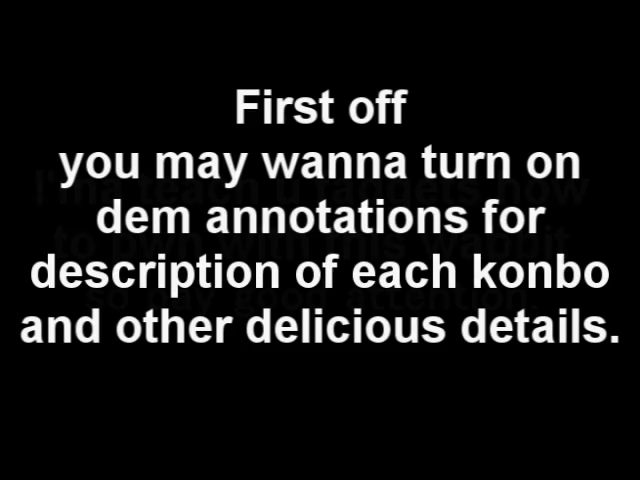 First off
you may wanna turn on
dem annotations for
description of each konbo
and other delicious details.